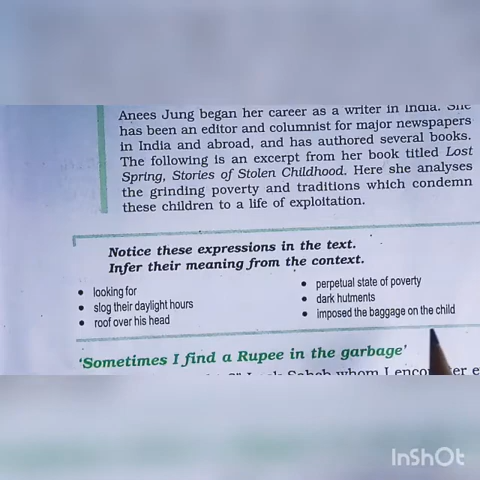 Anees Jung began her career as a writer in India. She
has been an editor and columnist for major newspapers
in India and abroad, and has authored several books.
The following is an excerpt from her book titled Lost
Spring, Stories of Stolen Childhood. Here she analyses
the grinding poverty and traditions which condemn
these children to a life of exploitation.
Notice these expressions in the text.
Infer their meaning from the context.
• looking for
• slog their daylight hours
• roof over his head
• perpetual state of poverty
• dark hutments
• imposed the baggage on the child
‘Sometimes I find a Rupee in the garbage’
Saheb whom I
InShOt